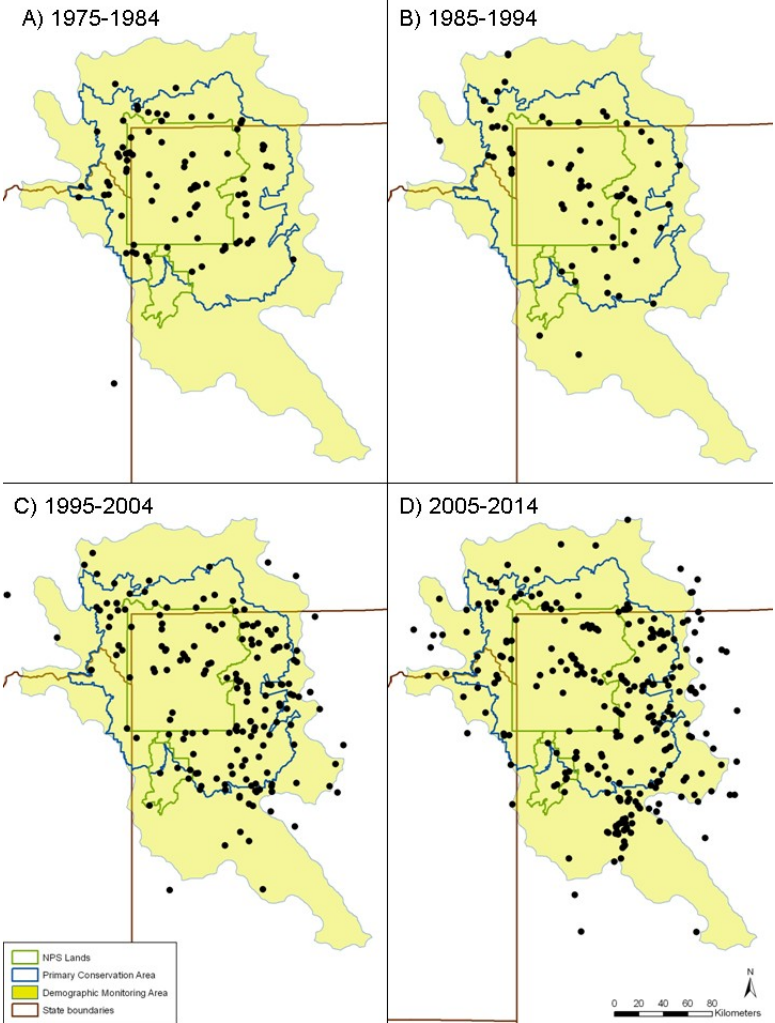 A) 1975-1984
B) 1985-1994
C) 1995-2004
D) 2005-2014
NPS Lands
Primary Conservation Area
Demographic Monitoring Area
State boundaries
N
0 20 40 60 80
Kilometers